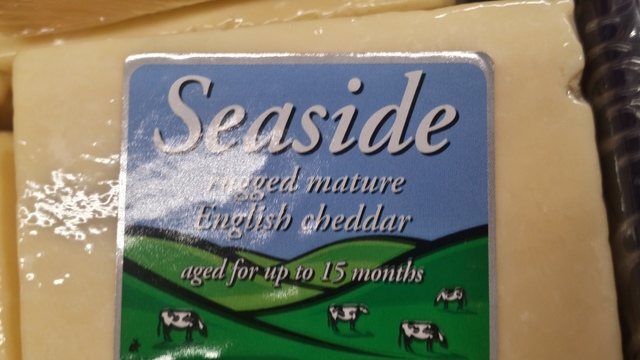 Seaside
rugged mature
English cheddar
aged for up to 15 months